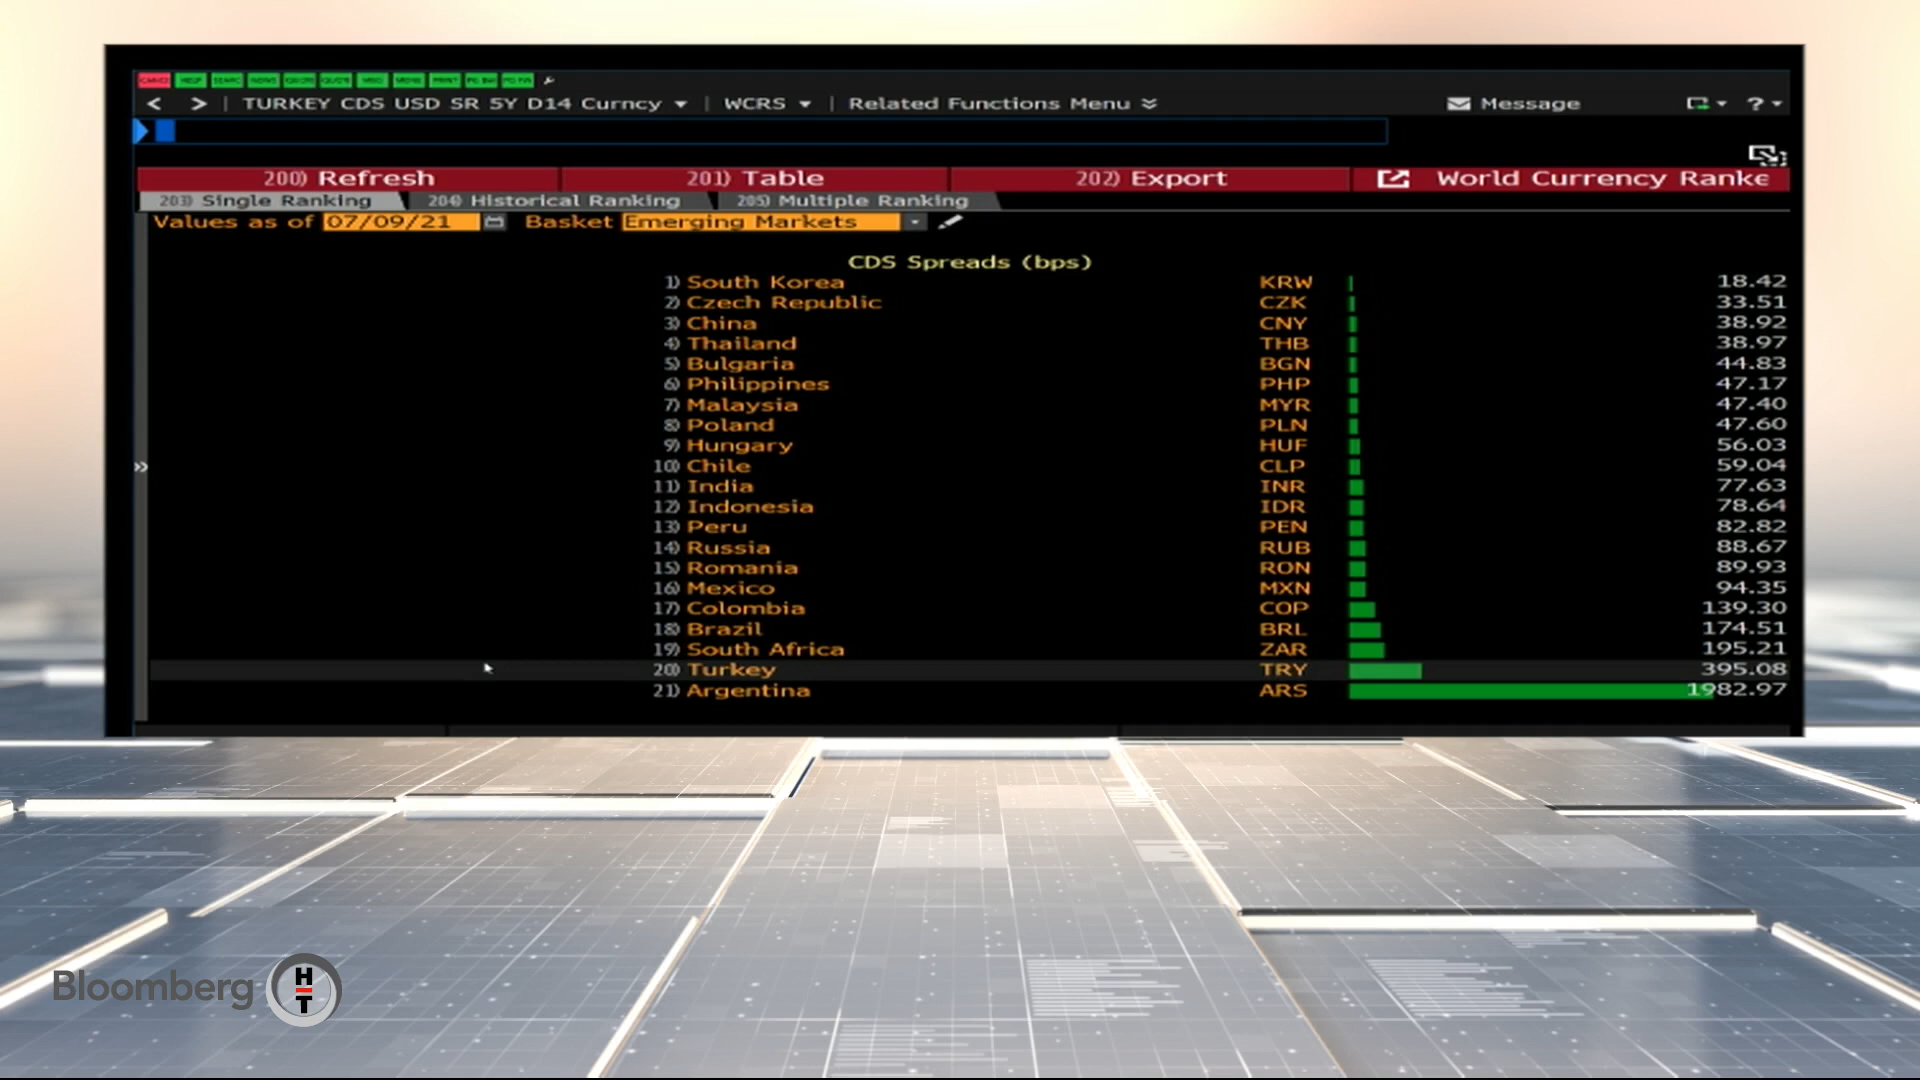 CANCL HELP
TURKEY CDS USD SR 5Y D14 Curncy WCRS Related Functions Menu Message ?
200) Refresh 201) Table 202) Export World Currency Ranke
203) Single Ranking 204) Historical Ranking 205) Multiple Ranking
Values as of 07/09/21 Basket Emerging Markets
CDS Spreads (bps)
1) South Korea KRW 18.42
2) Czech Republic CZK 33.51
3) China CNY 38.92
4) Thailand THB 38.97
5) Bulgaria BGN 44.83
6) Philippines PHP 47.17
7) Malaysia MYR 47.40
8) Poland PLN 47.60
9) Hungary HUF 56.03
10) Chile CLP 59.04
11) India INR 77.63
12) Indonesia IDR 78.64
13) Peru PEN 82.82
14) Russia RUB 88.67
15) Romania RON 89.93
16) Mexico MXN 94.35
17) Colombia COP 139.30
18) Brazil BRL 174.51
19) South Africa ZAR 195.21
20) Turkey TRY 395.08
21) Argentina ARS 1982.97
Bloomberg HT